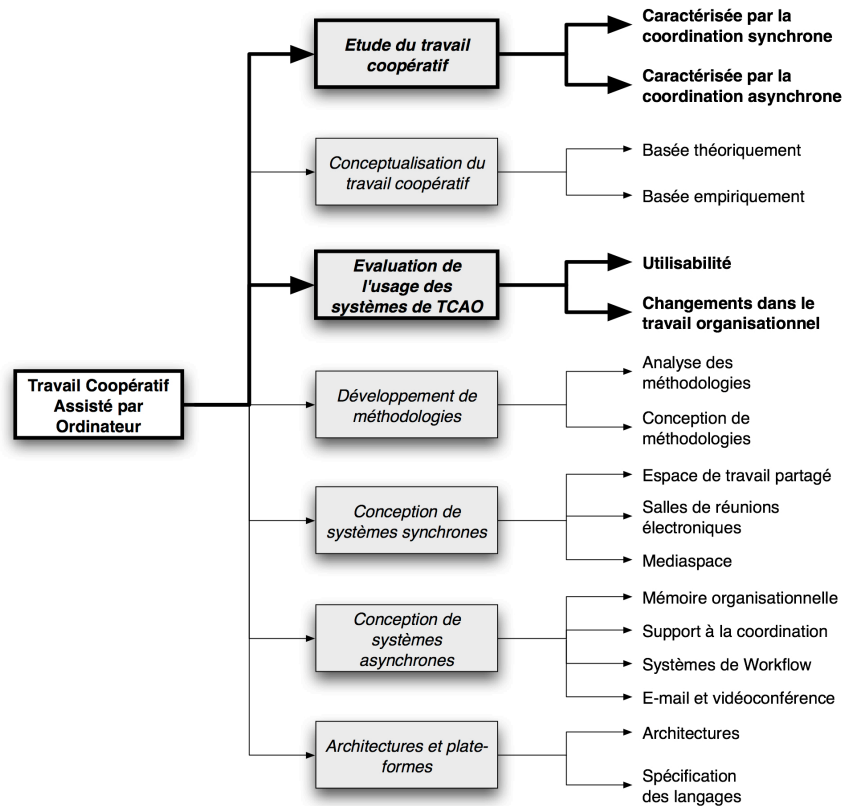 Travail Coopératif
Assisté par
Ordinateur
Etude du travail
coopératif
Caractérisée par la
coordination synchrone
Caractérisée par la
coordination asynchrone
Conceptualisation du
travail coopératif
Basée théoriquement
Basée empiriquement
Evaluation de
l'usage des
systèmes de TCAO
Utilisabilité
Changements dans le
travail organisationnel
Développement de
méthodologies
Analyse des
méthodologies
Conception de
méthodologies
Conception de
systèmes synchrones
Espace de travail partagé
Salles de réunions
électroniques
Mediaspace
Conception de
systèmes
asynchrones
Mémoire organisationnelle
Support à la coordination
Systèmes de Workflow
E-mail et vidéoconférence
Architectures et plate-
formes
Architectures
Spécification
des langages